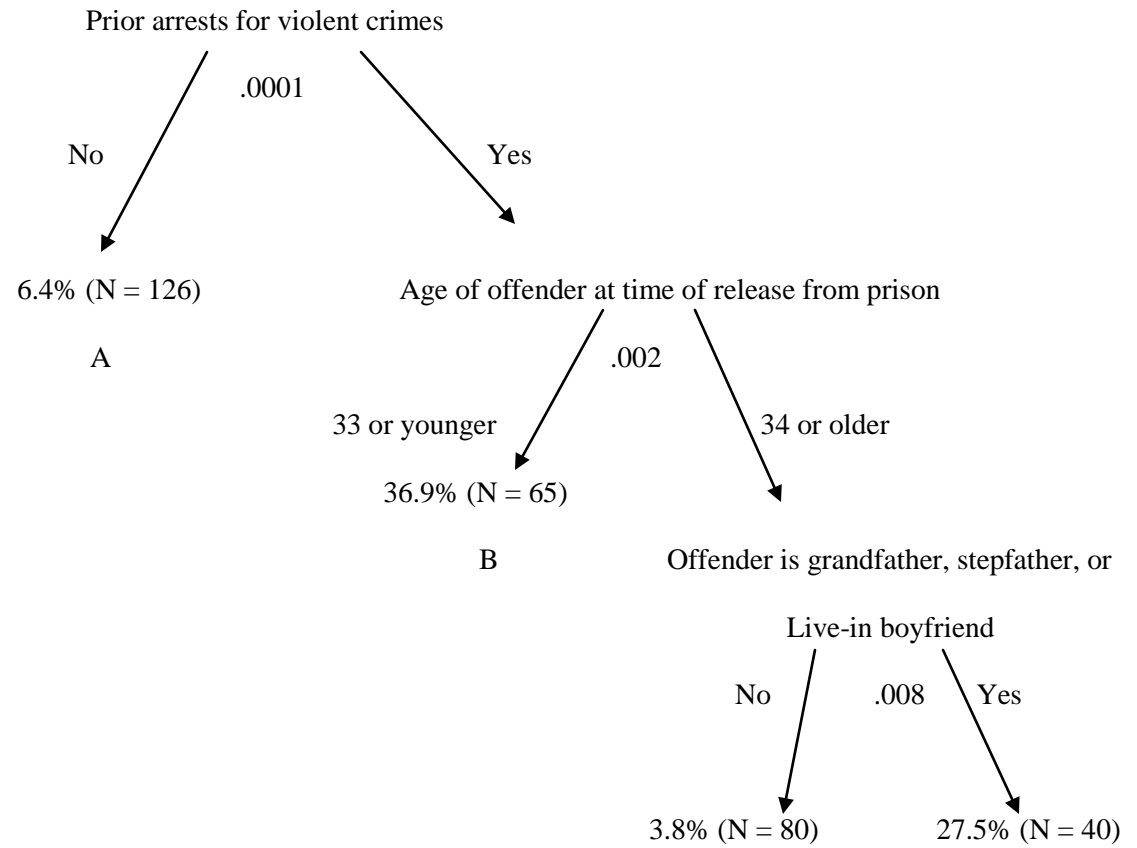 Prior arrests for violent crimes
.0001
No
Yes
6.4% (N = 126)
Age of offender at time of release from prison
A
.002
33 or younger
34 or older
36.9% (N = 65)
B
Offender is grandfather, stepfather, or
Live-in boyfriend
No
.008
Yes
3.8% (N = 80)
27.5% (N = 40)